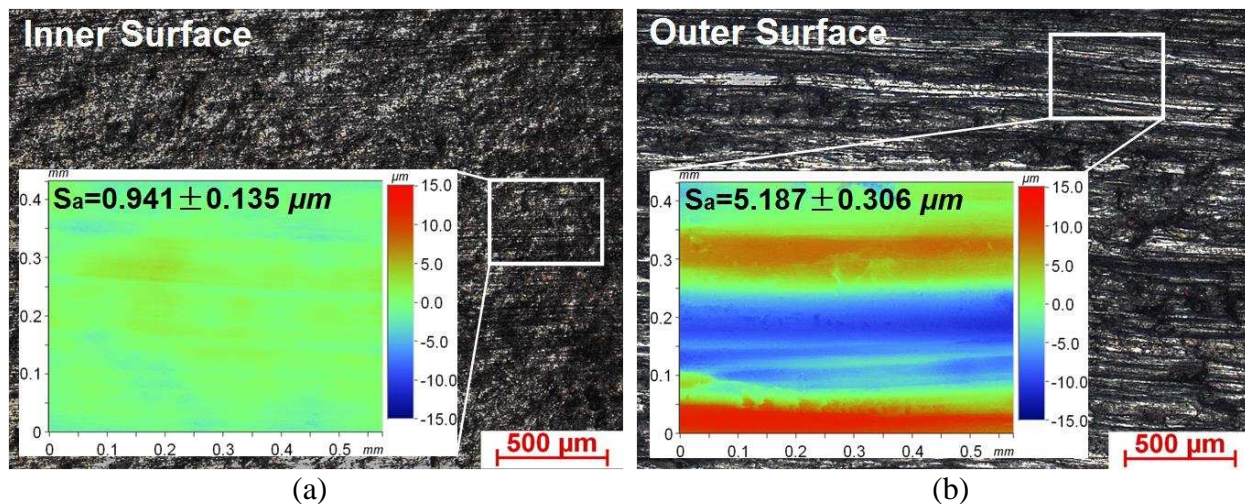 Inner Surface
mm
Sa=0.941±0.135 µm
0.4
0.3
0.2
0.1
0
0 0.1 0.2 0.3 0.4 0.5 mm
µm
15.0
10.0
5.0
0.0
-5.0
-10.0
-15.0
500 µm
(a)
Outer Surface
mm
Sa=5.187±0.306 µm
0.4
0.3
0.2
0.1
0
0 0.1 0.2 0.3 0.4 0.5 mm
µm
15.0
10.0
5.0
0.0
-5.0
-10.0
-15.0
500 µm
(b)